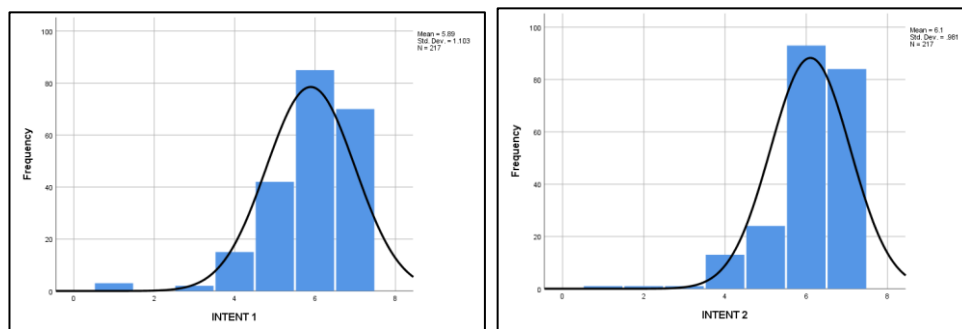 Mean = 5.89
Std. Dev. = 1.103
N = 217
100
80
60
40
20
0
Frequency
0 2 4 6 8
INTENT 1
Mean = 6.1
Std. Dev. = .981
N = 217
100
80
60
40
20
0
Frequency
0 2 4 6 8
INTENT 2